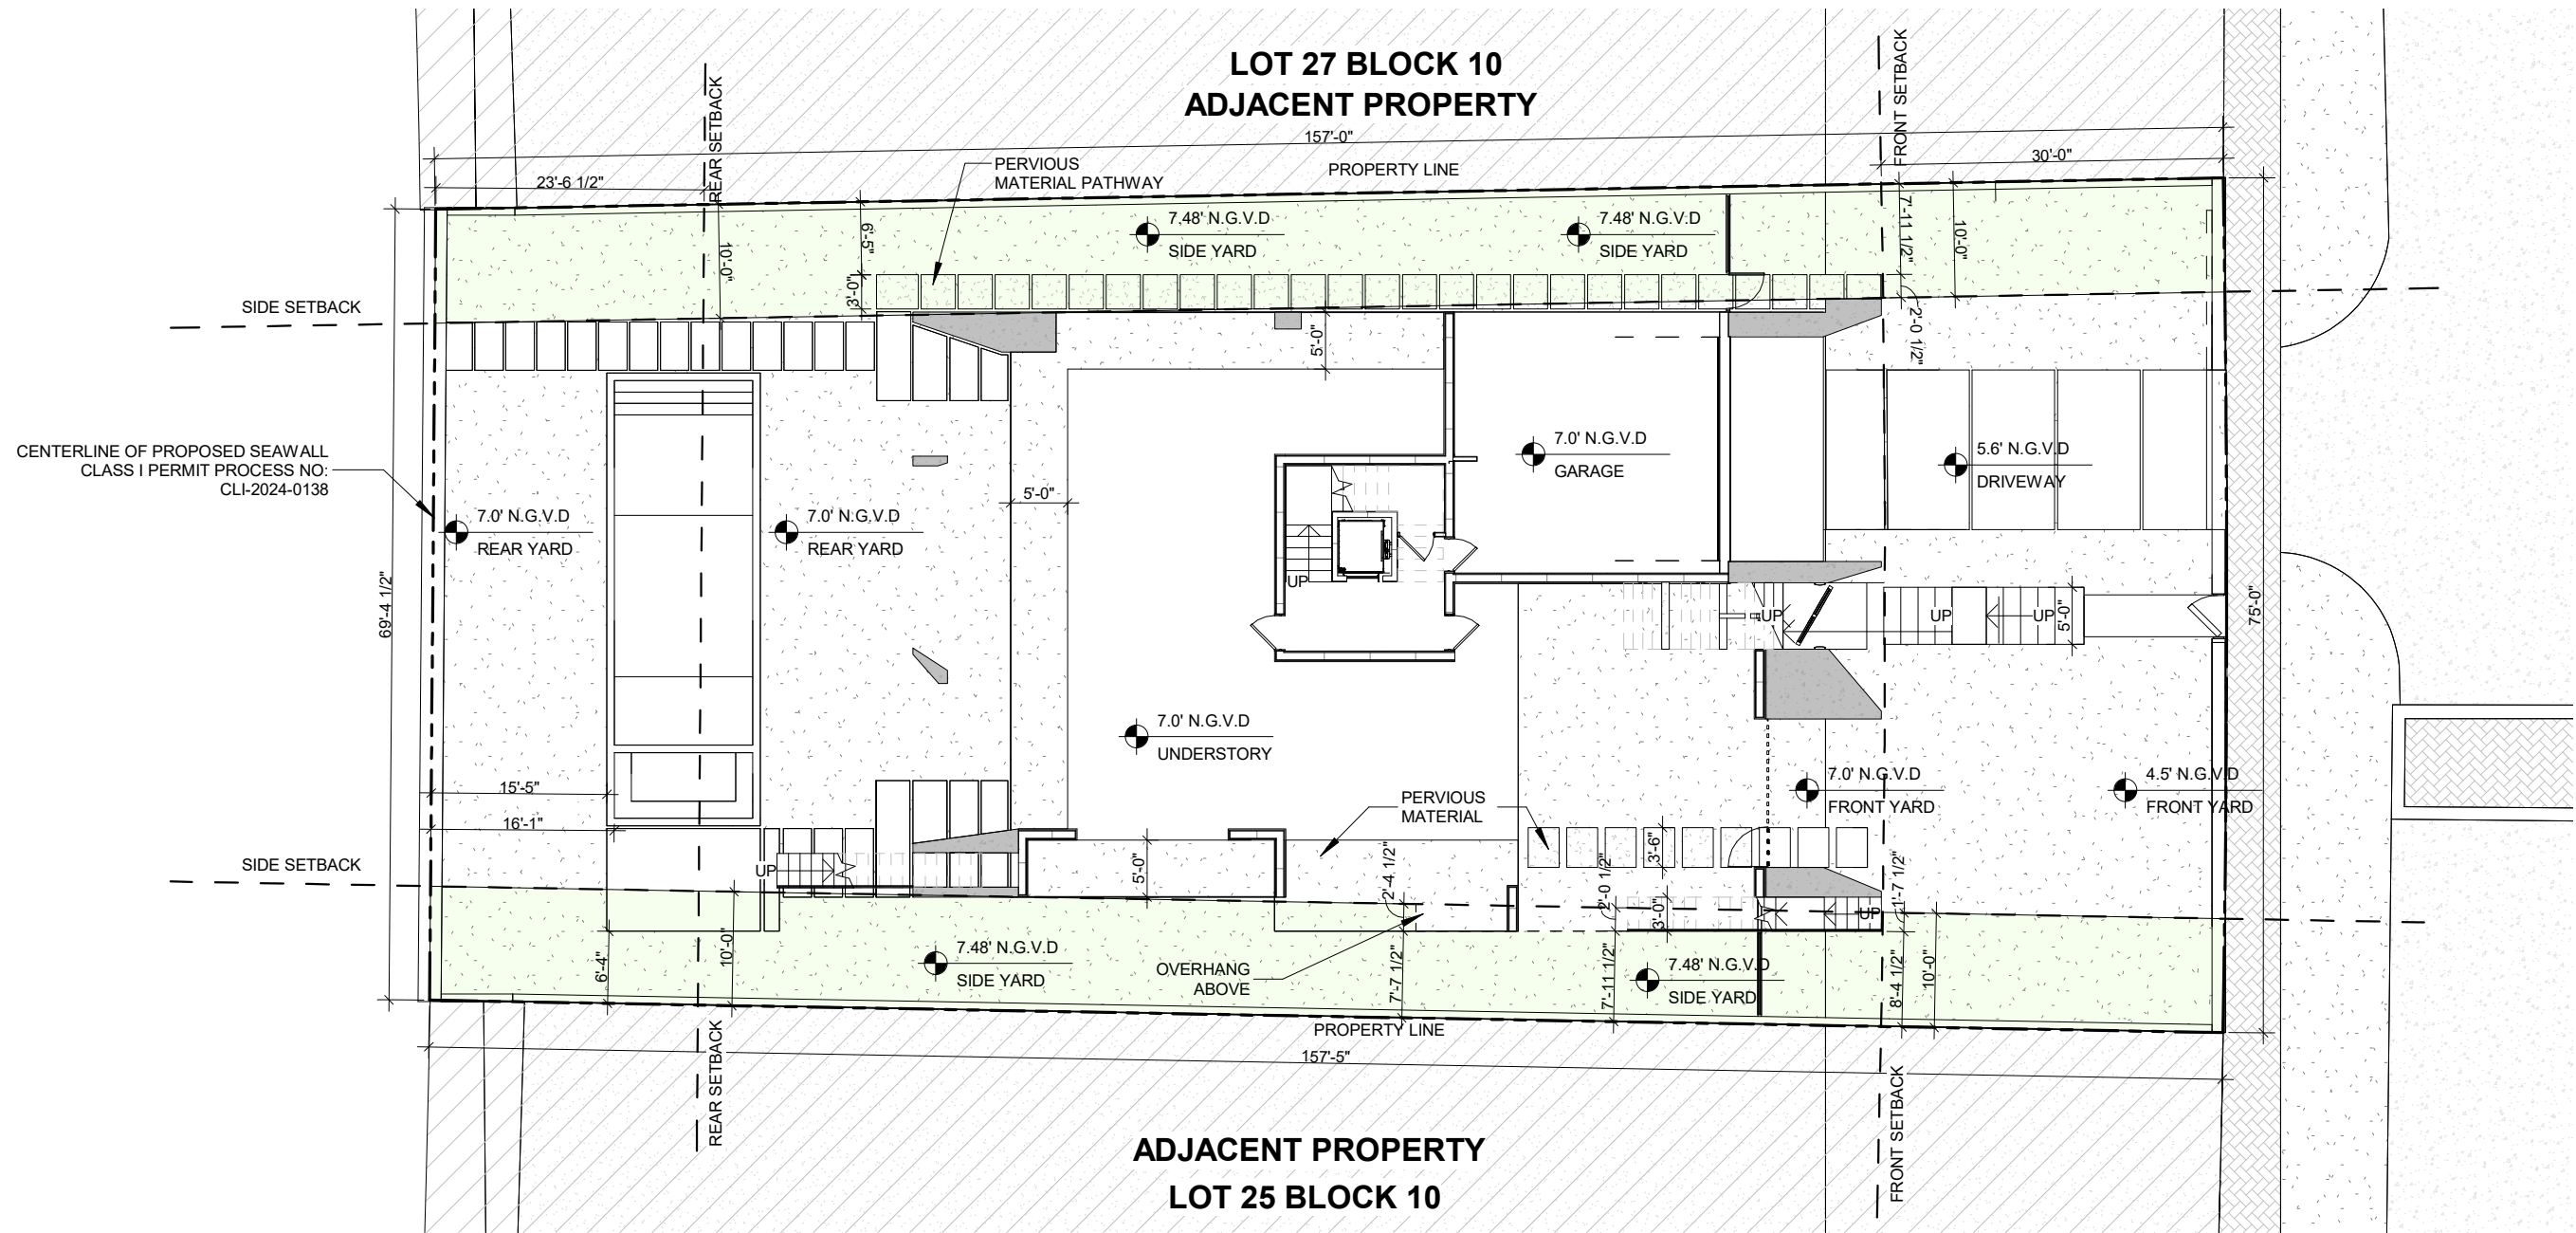 LOT 27 BLOCK 10
ADJACENT PROPERTY
157'-0"
PROPERTY LINE
REAR SETBACK
FRONT SETBACK
30'-0"
23'-6 1/2"
PERVIOUS
MATERIAL PATHWAY
7.48' N.G.V.D
SIDE YARD
7.48' N.G.V.D
SIDE YARD
6'-5"
10'-0"
3'-0"
7'-11 1/2"
10'-0"
2'-0 1/2"
SIDE SETBACK
5'-0"
CENTERLINE OF PROPOSED SEAWALL
CLASS I PERMIT PROCESS NO:
CLI-2024-0138
7.0' N.G.V.D
REAR YARD
7.0' N.G.V.D
REAR YARD
5'-0"
7.0' N.G.V.D
GARAGE
5.6' N.G.V.D
DRIVEWAY
UP
69'-4 1/2"
UP
UP
UP
5'-0"
75'-0"
7.0' N.G.V.D
UNDERSTORY
7.0' N.G.V.D
FRONT YARD
4.5' N.G.V.D
FRONT YARD
15'-5"
16'-1"
PERVIOUS
MATERIAL
3'-6"
SIDE SETBACK
UP
5'-0"
2'-4 1/2"
2'-0 1/2"
3'-0"
UP
1'-7 1/2"
6'-4"
10'-0"
7.48' N.G.V.D
SIDE YARD
OVERHANG
ABOVE
7'-7 1/2"
7'-11 1/2"
7.48' N.G.V.D
SIDE YARD
8'-4 1/2"
10'-0"
PROPERTY LINE
157'-5"
REAR SETBACK
FRONT SETBACK
ADJACENT PROPERTY
LOT 25 BLOCK 10